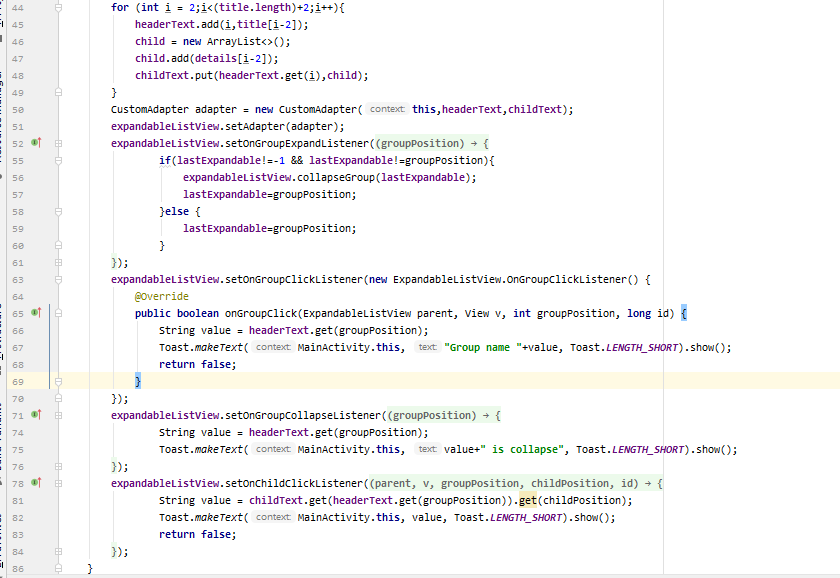 44 for (int i = 2;i<(title.length)+2;i++){
45 headerText.add(i,title[i-2]);
46 child = new ArrayList<>();
47 child.add(details[i-2]);
48 childText.put(headerText.get(i),child);
49 }
50 CustomAdapter adapter = new CustomAdapter( context: this,headerText,childText);
51 expandableListView.setAdapter(adapter);
52 expandableListView.setOnGroupExpandListener((groupPosition) → {
55 if(lastExpandable!=-1 && lastExpandable!=groupPosition){
56 expandableListView.collapseGroup(lastExpandable);
57 lastExpandable=groupPosition;
58 }else {
59 lastExpandable=groupPosition;
60 }
61 });
63 expandableListView.setOnGroupClickListener(new ExpandableListView.OnGroupClickListener() {
64 @Override
65 public boolean onGroupClick(ExpandableListView parent, View v, int groupPosition, long id) {
66 String value = headerText.get(groupPosition);
67 Toast.makeText( context: MainActivity.this, text: "Group name "+value, Toast.LENGTH_SHORT).show();
68 return false;
69 }
70 });
71 expandableListView.setOnGroupCollapseListener((groupPosition) → {
74 String value = headerText.get(groupPosition);
75 Toast.makeText( context: MainActivity.this, text: value+" is collapse", Toast.LENGTH_SHORT).show();
76 });
78 expandableListView.setOnChildClickListener((parent, v, groupPosition, childPosition, id) → {
81 String value = childText.get(headerText.get(groupPosition)).get(childPosition);
82 Toast.makeText( context: MainActivity.this, value, Toast.LENGTH_SHORT).show();
83 return false;
84 });
86 }